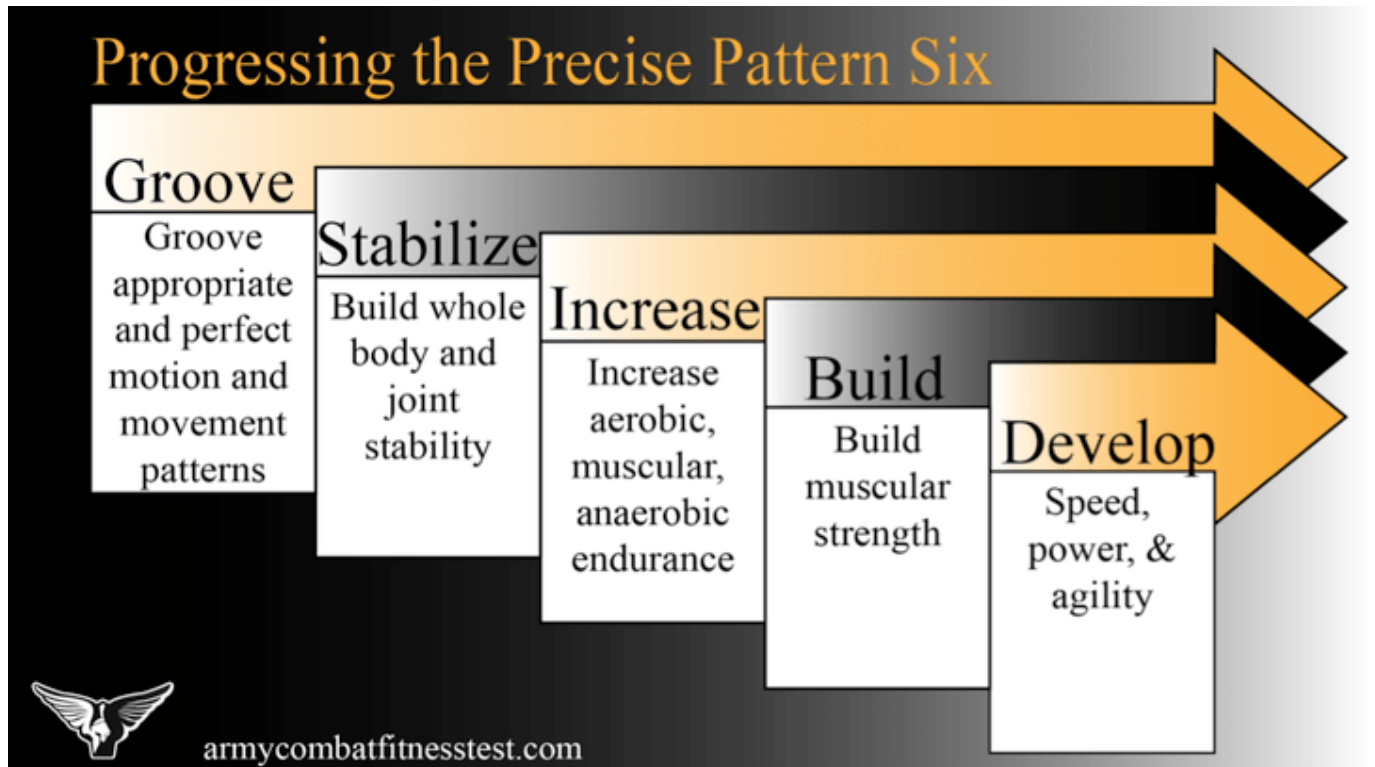 Progressing the Precise Pattern Six
Groove
Groove
appropriate
and perfect
motion and
movement
patterns
Stabilize
Build whole
body and
joint
stability
Increase
Increase
aerobic,
muscular,
anaerobic
endurance
Build
Build
muscular
strength
Develop
Speed,
power, &
agility
armycombatfitnesstest.com